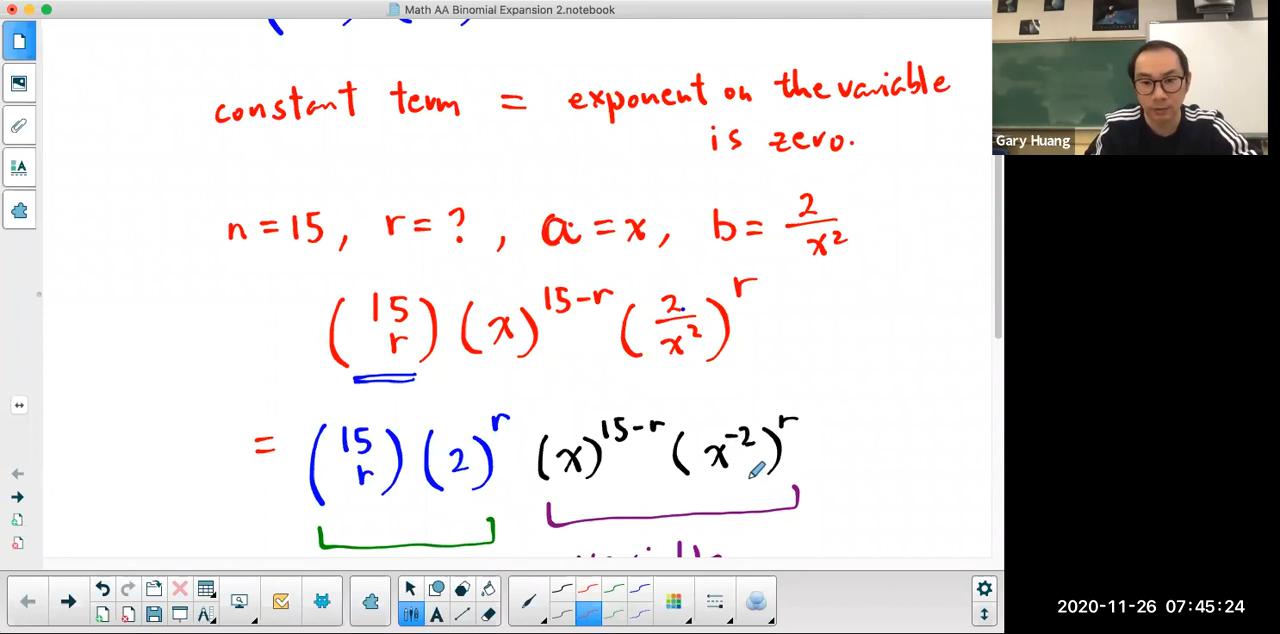 Math AA Binomial Expansion 2.notebook
constant term = exponent on the variable
is zero.
Gary Huang
n = 15, r = ?, a = x, b = 2/x²
(15 r) (x)^15-r (2/x²)^r
= (15 r) (2)^r (x)^15-r (x^-2)^r
variable
2020-11-26 07:45:24